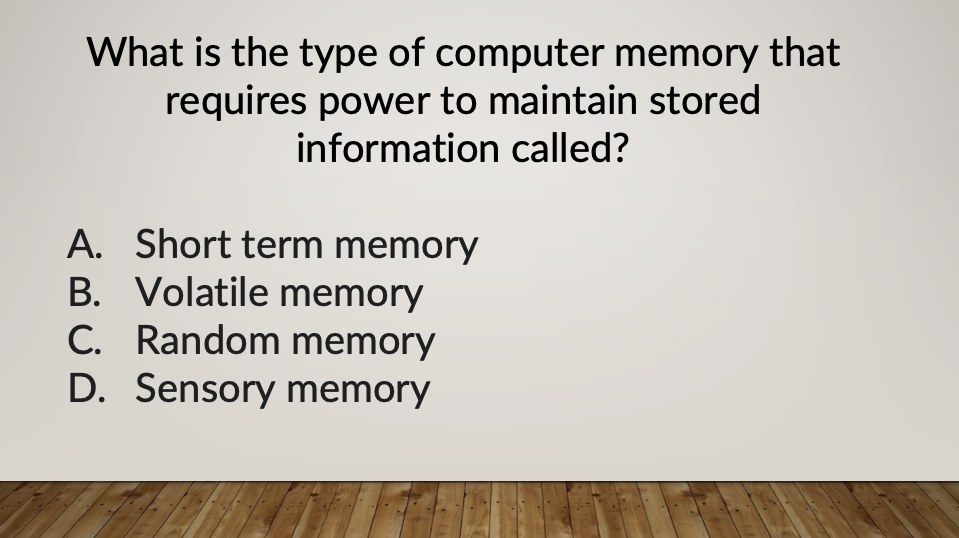 What is the type of computer memory that
requires power to maintain stored
information called?
A. Short term memory
B. Volatile memory
C. Random memory
D. Sensory memory